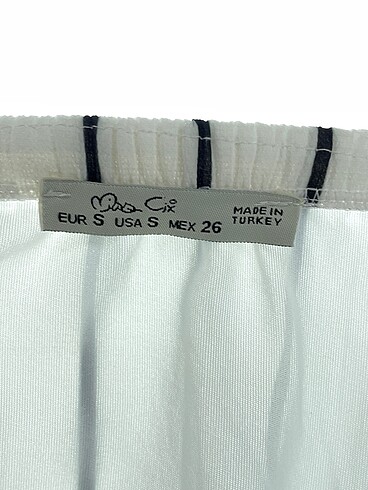 Miss Cix
EUR S USA S MEX 26
MADE IN
TURKEY